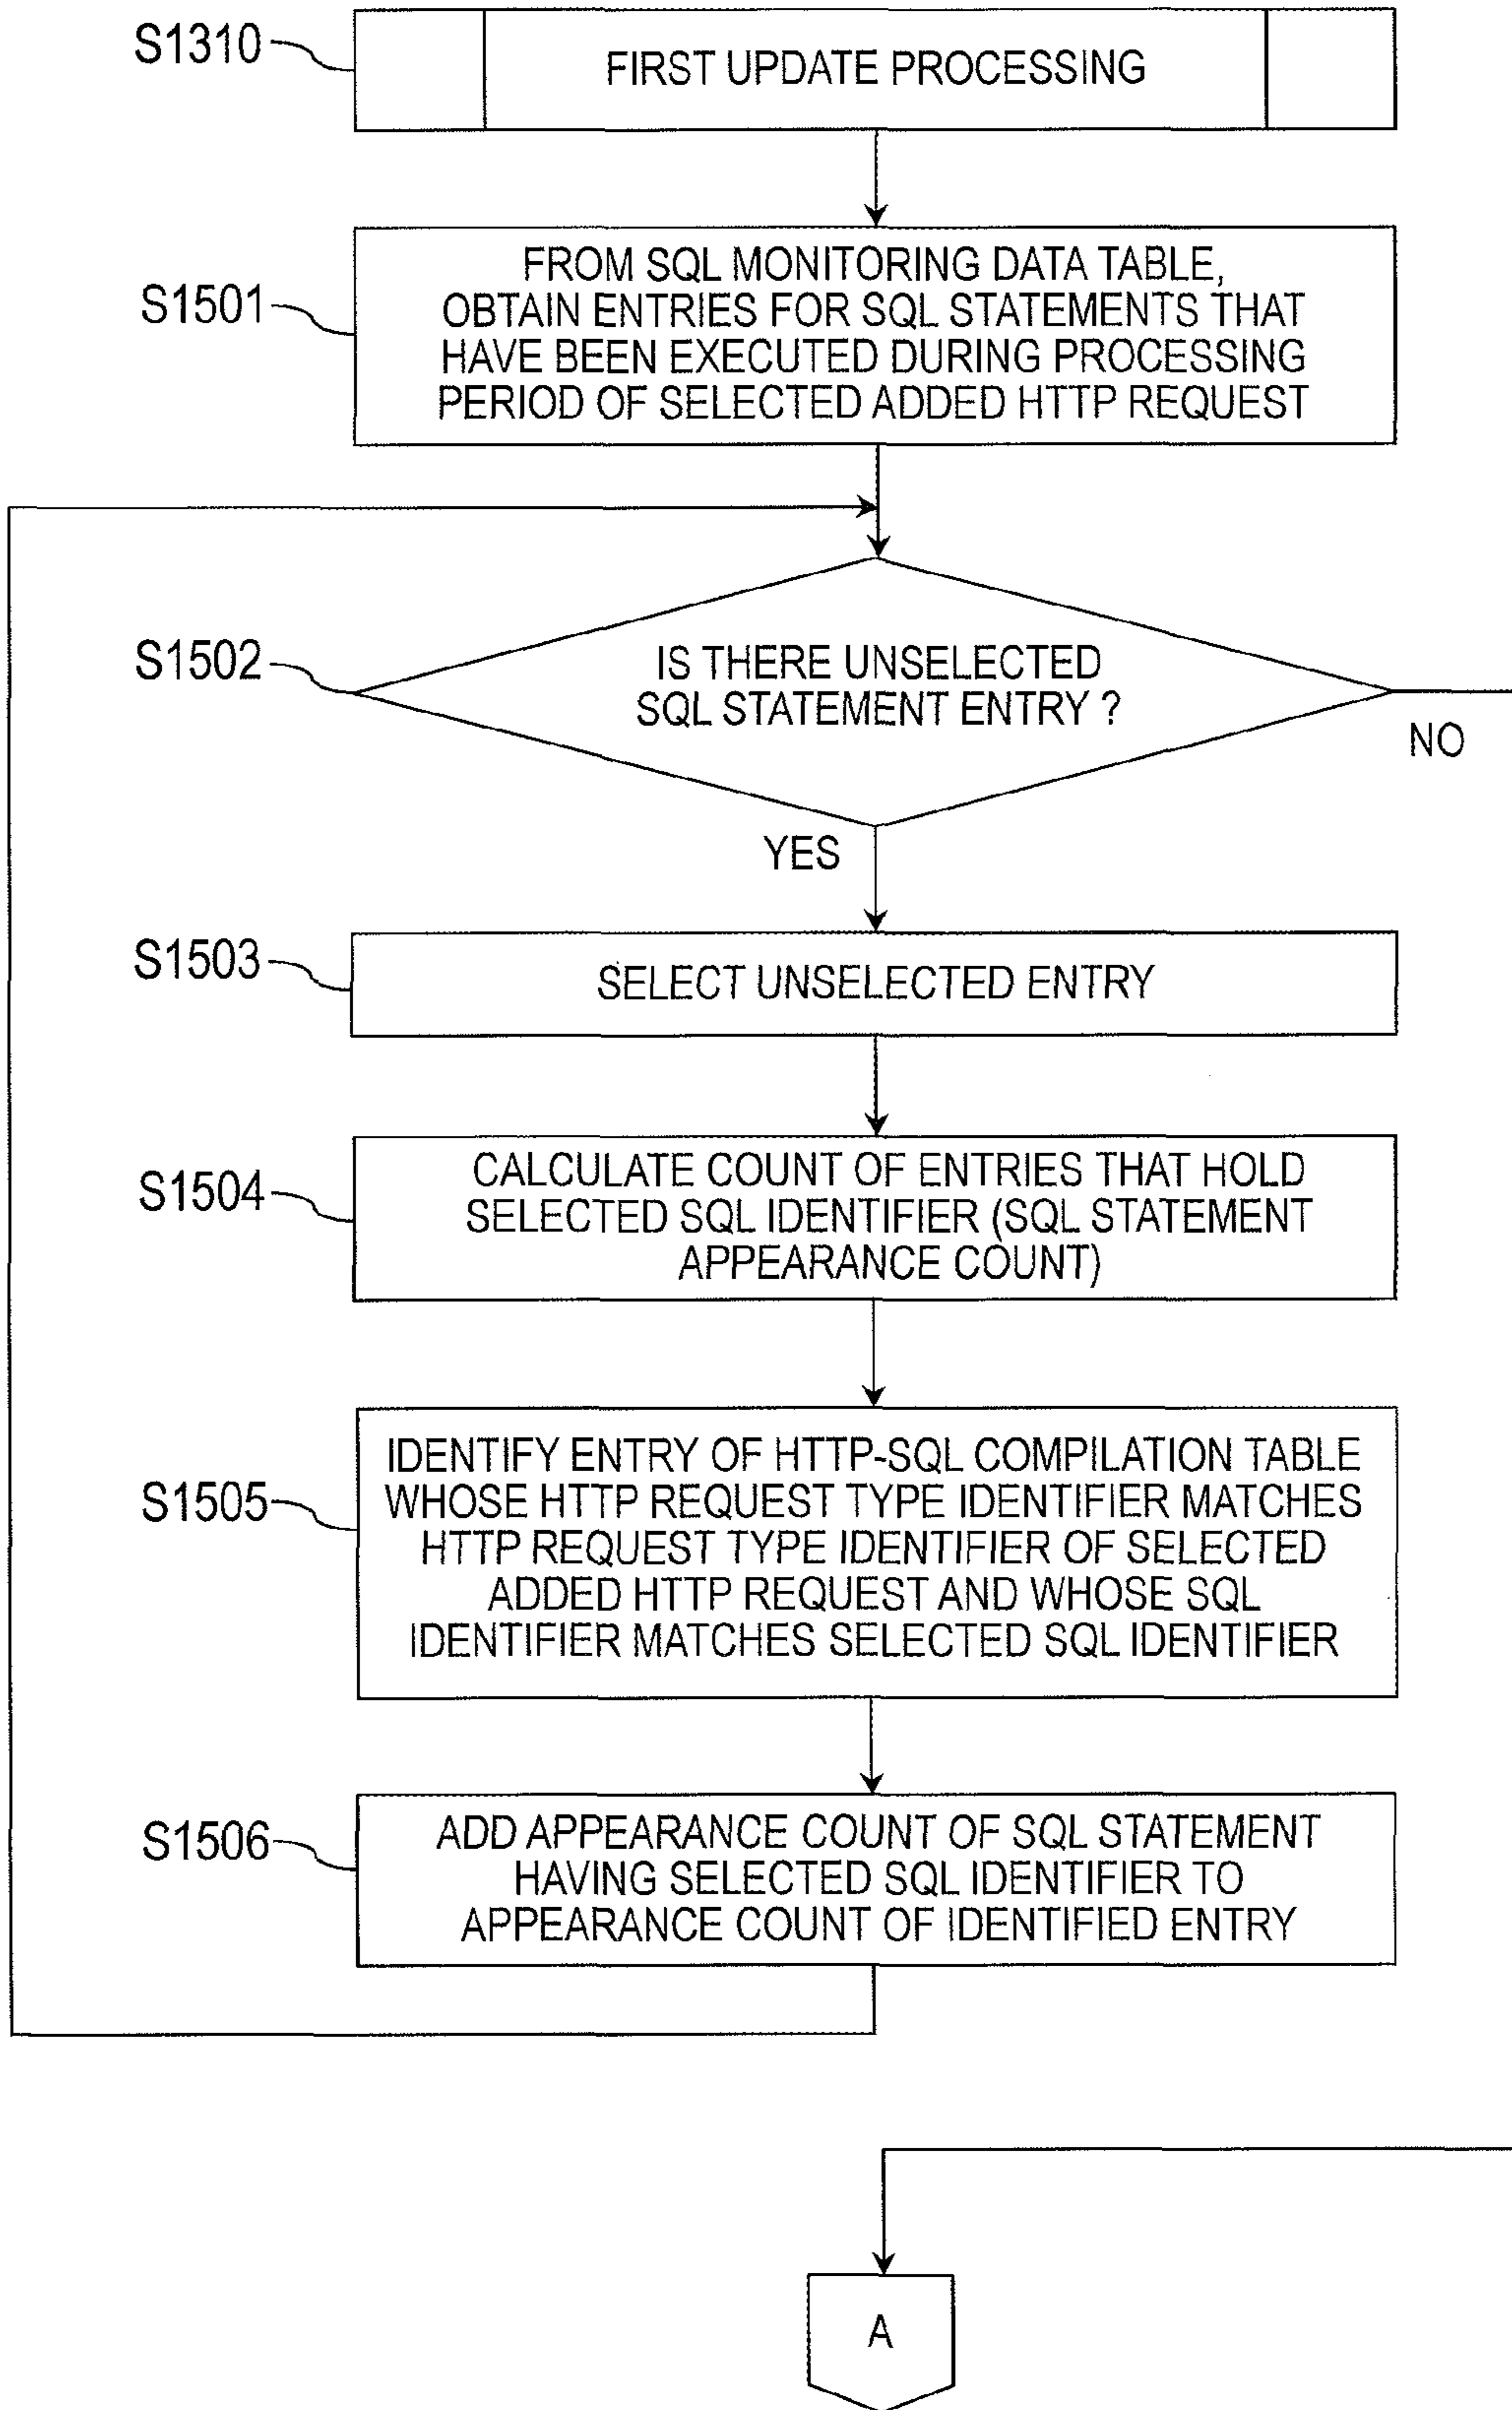 S1310
FIRST UPDATE PROCESSING
S1501
FROM SQL MONITORING DATA TABLE,
OBTAIN ENTRIES FOR SQL STATEMENTS THAT
HAVE BEEN EXECUTED DURING PROCESSING
PERIOD OF SELECTED ADDED HTTP REQUEST
S1502
IS THERE UNSELECTED
SQL STATEMENT ENTRY ?
NO
YES
S1503
SELECT UNSELECTED ENTRY
S1504
CALCULATE COUNT OF ENTRIES THAT HOLD
SELECTED SQL IDENTIFIER (SQL STATEMENT
APPEARANCE COUNT)
S1505
IDENTIFY ENTRY OF HTTP-SQL COMPILATION TABLE
WHOSE HTTP REQUEST TYPE IDENTIFIER MATCHES
HTTP REQUEST TYPE IDENTIFIER OF SELECTED
ADDED HTTP REQUEST AND WHOSE SQL
IDENTIFIER MATCHES SELECTED SQL IDENTIFIER
S1506
ADD APPEARANCE COUNT OF SQL STATEMENT
HAVING SELECTED SQL IDENTIFIER TO
APPEARANCE COUNT OF IDENTIFIED ENTRY
A